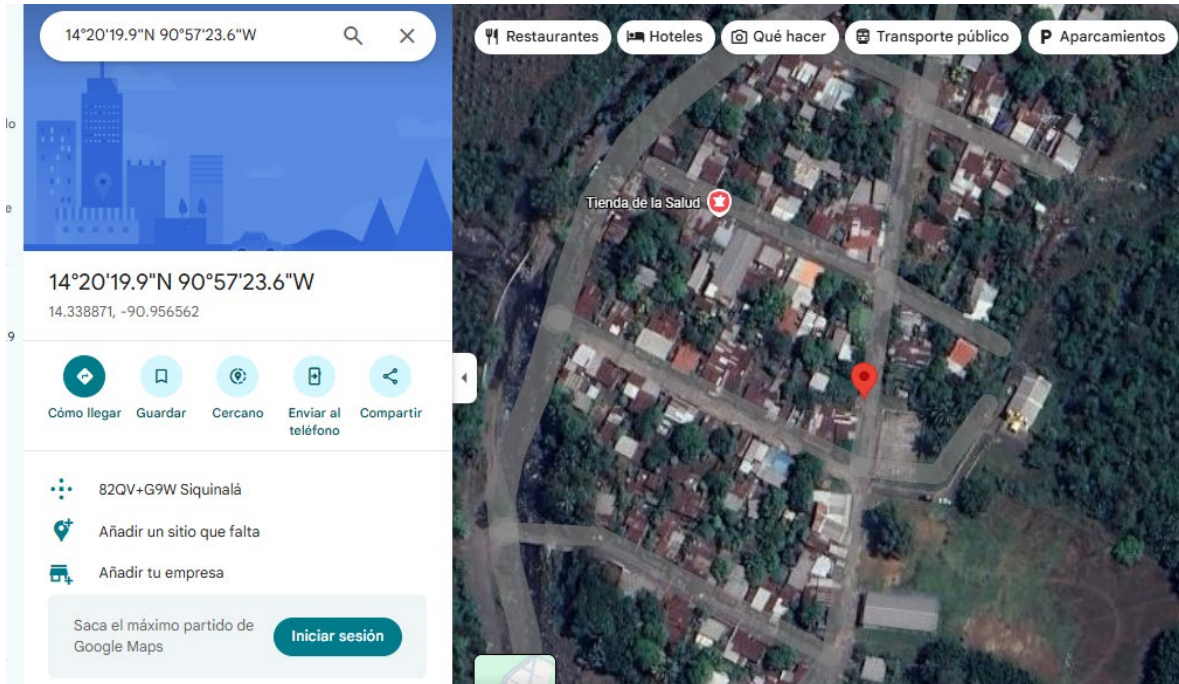 14°20'19.9"N 90°57'23.6"W
Restaurantes
Hoteles
Qué hacer
Transporte público
P Aparcamientos
lo
e
9
Tienda de la Salud
14°20'19.9"N 90°57'23.6"W
14.338871, -90.956562
Cómo llegar
Guardar
Cercano
Enviar al
teléfono
Compartir
82QV+G9W Siquinalá
Añadir un sitio que falta
Añadir tu empresa
Saca el máximo partido de
Google Maps
Iniciar sesión